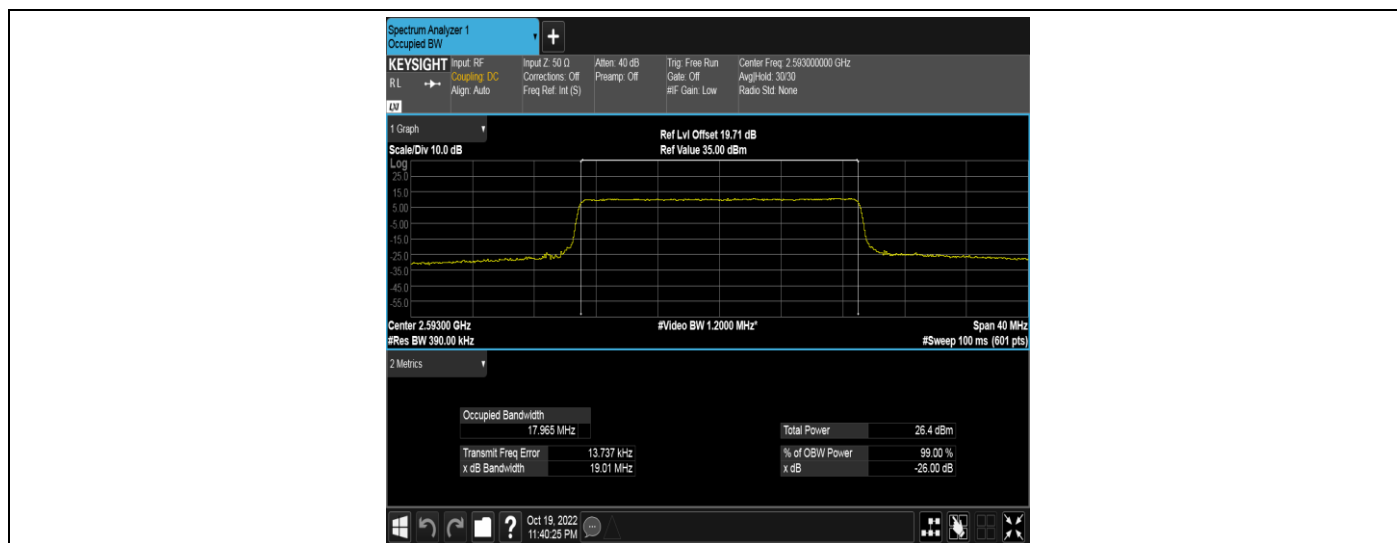 Spectrum Analyzer 1
Occupied BW
+
KEYSIGHT
RL
LXI
Input: RF
Coupling: DC
Align: Auto
Input Z: 50 Ω
Corrections: Off
Freq Ref: Int (S)
Atten: 40 dB
Preamp: Off
Trig: Free Run
Gate: Off
#IF Gain: Low
Center Freq: 2.593000000 GHz
Avg|Hold: 30/30
Radio Std: None
1 Graph
Scale/Div 10.0 dB
Ref Lvl Offset 19.71 dB
Ref Value 35.00 dBm
Log
25.0
15.0
5.00
-5.00
-15.0
-25.0
-35.0
-45.0
-55.0
Center 2.59300 GHz
#Video BW 1.2000 MHz*
Span 40 MHz
#Res BW 390.00 kHz
#Sweep 100 ms (601 pts)
2 Metrics
Occupied Bandwidth
17.965 MHz
Total Power 26.4 dBm
Transmit Freq Error 13.737 kHz
% of OBW Power 99.00 %
x dB Bandwidth 19.01 MHz
x dB -26.00 dB
?
Oct 19, 2022
11:40:25 PM